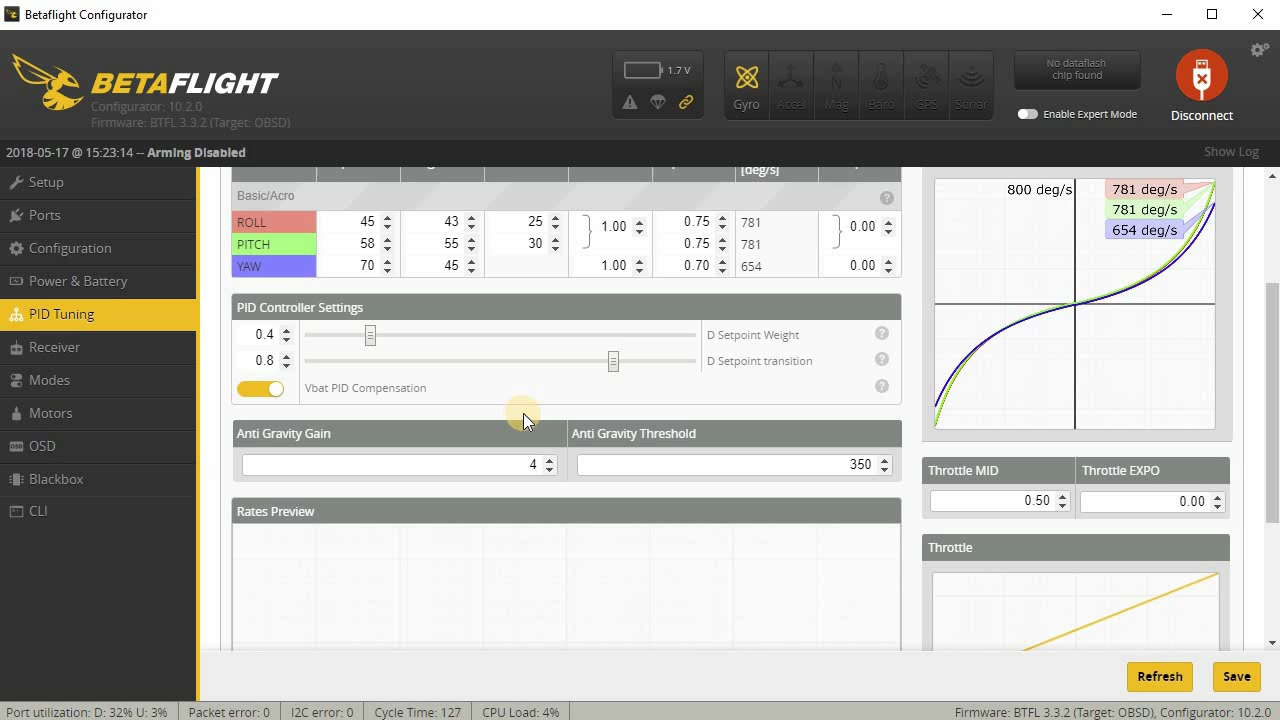 Betaflight Configurator
BETAFLIGHT
Configurator: 10.2.0
Firmware: BTFL 3.3.2 (Target: OBSD)
1.7 V
Gyro
Accel
Mag
Baro
GPS
Sonar
No dataflash
chip found
Enable Expert Mode
Disconnect
2018-05-17 @ 15:23:14 -- Arming Disabled
Show Log
Setup
Ports
Configuration
Power & Battery
PID Tuning
Receiver
Modes
Motors
OSD
Blackbox
CLI
[deg/s]
Basic/Acro
ROLL 45 43 25 1.00 0.75 781 0.00
PITCH 58 55 30 0.75 781
YAW 70 45 1.00 0.70 654 0.00
PID Controller Settings
0.4 D Setpoint Weight
0.8 D Setpoint transition
Vbat PID Compensation
Anti Gravity Gain Anti Gravity Threshold
4 350
Rates Preview
800 deg/s 781 deg/s
781 deg/s
654 deg/s
Throttle MID Throttle EXPO
0.50 0.00
Throttle
Refresh Save
Port utilization: D: 32% U: 3% Packet error: 0 I2C error: 0 Cycle Time: 127 CPU Load: 4% Firmware: BTFL 3.3.2 (Target: OBSD), Configurator: 10.2.0